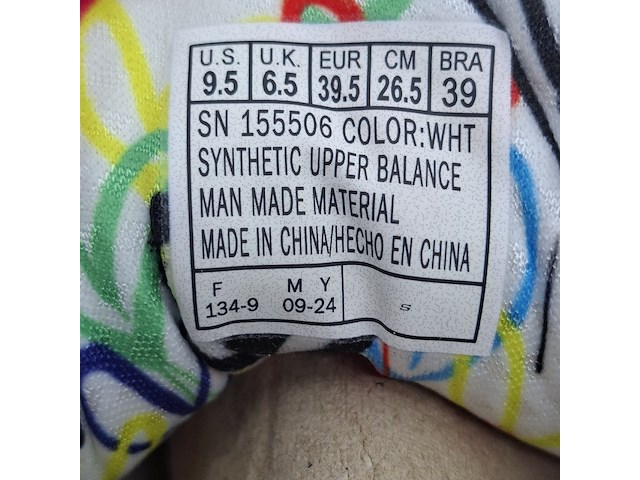 U.S. U.K. EUR CM BRA
9.5 6.5 39.5 26.5 39
SN 155506 COLOR:WHT
SYNTHETIC UPPER BALANCE
MAN MADE MATERIAL
MADE IN CHINA/HECHO EN CHINA
F M Y
134-9 09-24 S